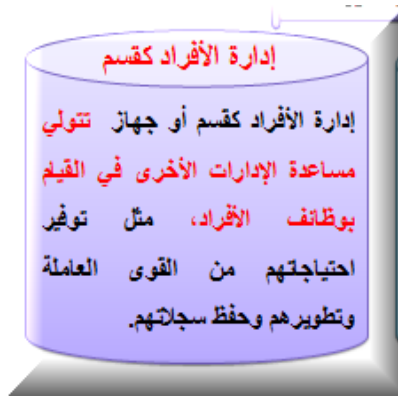 إدارة الأفراد كقسم
إدارة الأفراد كقسم أو جهاز تتولي
مساعدة الإدارات الأخرى في القيام
بوظائف الأفراد، مثل توفير
احتياجاتهم من القوى العاملة
وتطويرهم وحفظ سجلاتهم.